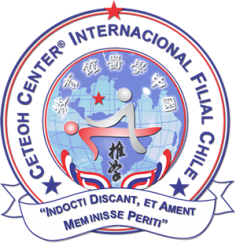 CETEOH CENTER® INTERNACIONAL FILIAL CHILE
"INDOCTI DISCANT, ET AMENT
MEMINISSE PERITI"